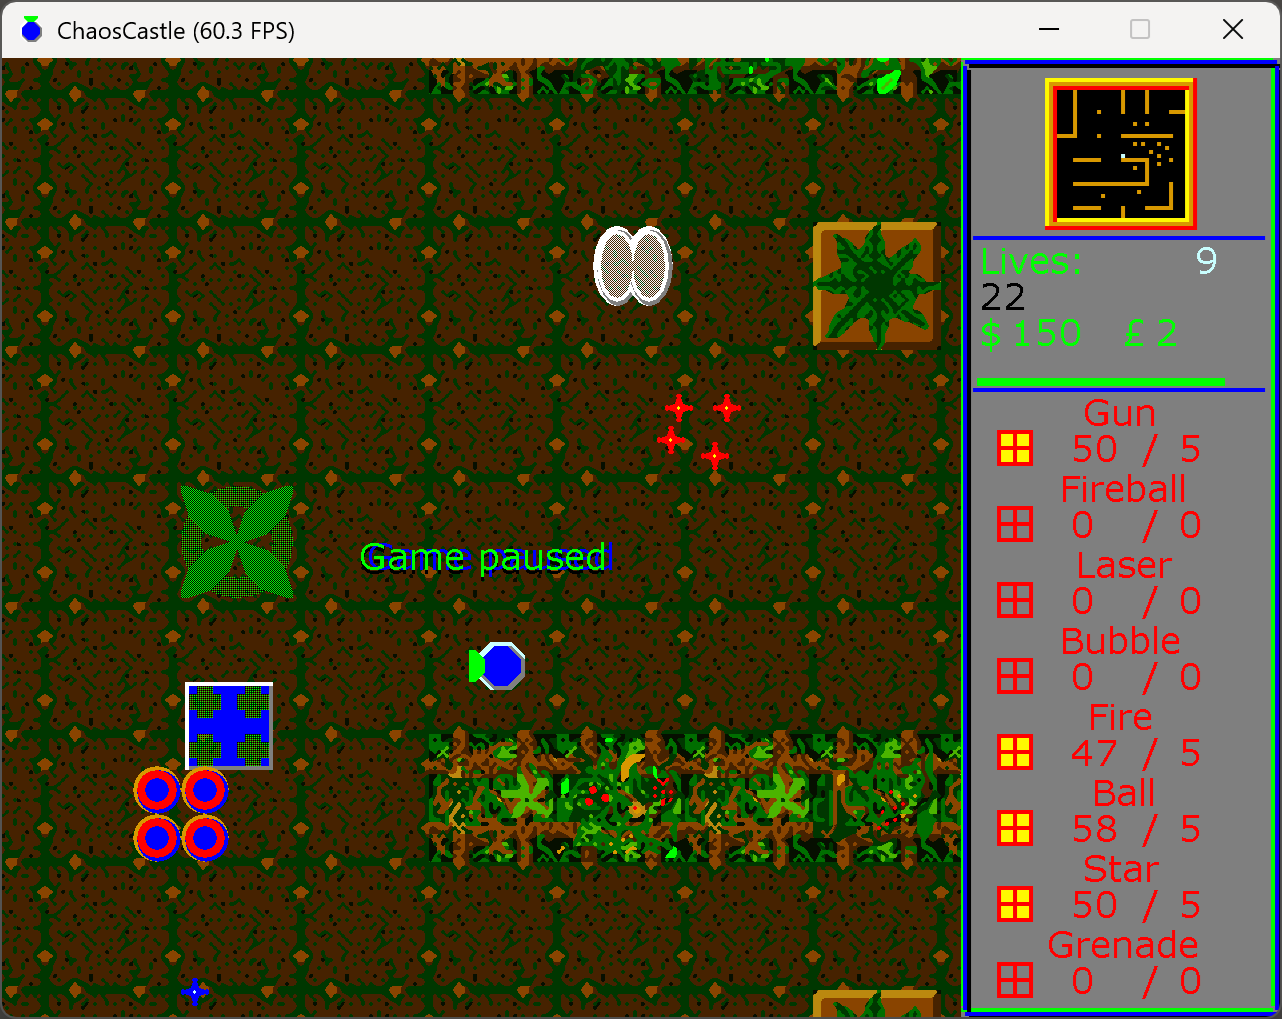 ChaosCastle (60.3 FPS)
Lives: 9
22
$ 150 £ 2
Gun
50 / 5
Fireball
0 / 0
Laser
0 / 0
Game paused
Bubble
0 / 0
Fire
47 / 5
Ball
58 / 5
Star
50 / 5
Grenade
0 / 0